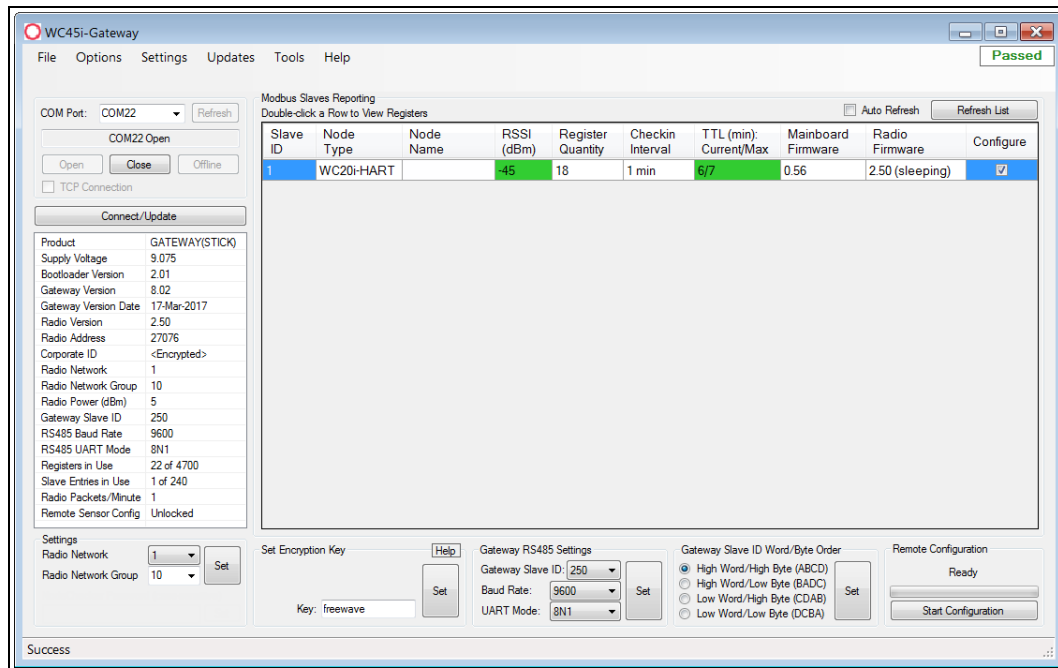 WC45i-Gateway
File Options Settings Updates Tools Help
Passed
COM Port: COM22 Refresh
COM22 Open
Open Close Offline
TCP Connection
Connect/Update
Product GATEWAY(STICK)
Supply Voltage 9.075
Bootloader Version 2.01
Gateway Version 8.02
Gateway Version Date 17-Mar-2017
Radio Version 2.50
Radio Address 27076
Corporate ID <Encrypted>
Radio Network 1
Radio Network Group 10
Radio Power (dBm) 5
Gateway Slave ID 250
RS485 Baud Rate 9600
RS485 UART Mode 8N1
Registers in Use 22 of 4700
Slave Entries in Use 1 of 240
Radio Packets/Minute 1
Remote Sensor Config Unlocked
Settings
Radio Network 1
Radio Network Group 10
Set
Modbus Slaves Reporting
Double-click a Row to View Registers
Auto Refresh Refresh List
Slave ID Node Type Node Name RSSI (dBm) Register Quantity Checkin Interval TTL (min): Current/Max Mainboard Firmware Radio Firmware Configure
1 WC20i-HART -45 18 1 min 6/7 0.56 2.50 (sleeping)
Set Encryption Key Help
Key: freewave
Set
Gateway RS485 Settings
Gateway Slave ID: 250
Baud Rate: 9600
UART Mode: 8N1
Set
Gateway Slave ID Word/Byte Order
High Word/High Byte (ABCD)
High Word/Low Byte (BADC)
Low Word/High Byte (CDAB)
Low Word/Low Byte (DCBA)
Set
Remote Configuration
Ready
Start Configuration
Success